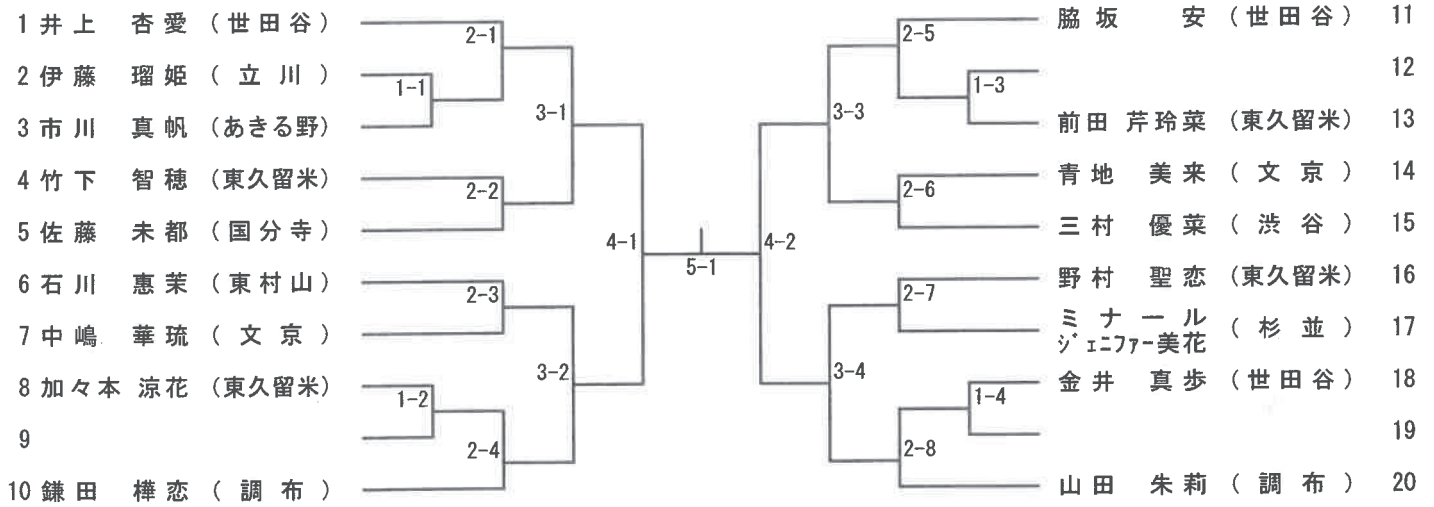 1 井上 杏愛 (世田谷)
2 伊藤 瑠姫 (立川)
3 市川 真帆 (あきる野)
4 竹下 智穂 (東久留米)
5 佐藤 未都 (国分寺)
6 石川 惠茉 (東村山)
7 中嶋 華琉 (文京)
8 加々本 涼花 (東久留米)
9
10 鎌田 樺恋 (調布)
2-1
1-1
3-1
2-2
4-1
2-3
3-2
1-2
2-4
5-1
2-5
1-3
3-3
2-6
4-2
2-7
3-4
1-4
2-8
脇坂 安 (世田谷) 11
12
前田 芹玲菜 (東久留米) 13
青地 美来 (文京) 14
三村 優菜 (渋谷) 15
野村 聖恋 (東久留米) 16
ミナール
ジェニファー美花 (杉並) 17
金井 真歩 (世田谷) 18
19
山田 朱莉 (調布) 20